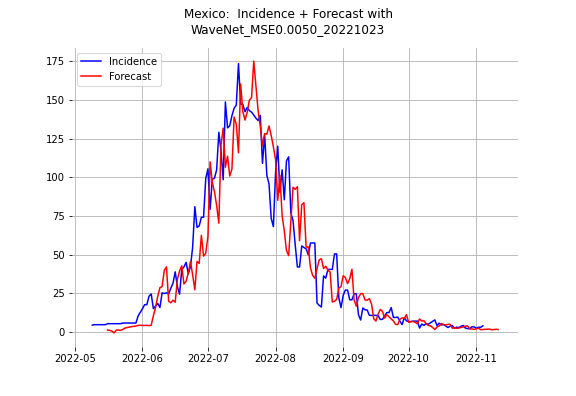 Mexico:  Incidence + Forecast with
WaveNet_MSE0.0050_20221023
Incidence
Forecast
175
150
125
100
75
50
25
0
2022-05 2022-06 2022-07 2022-08 2022-09 2022-10 2022-11